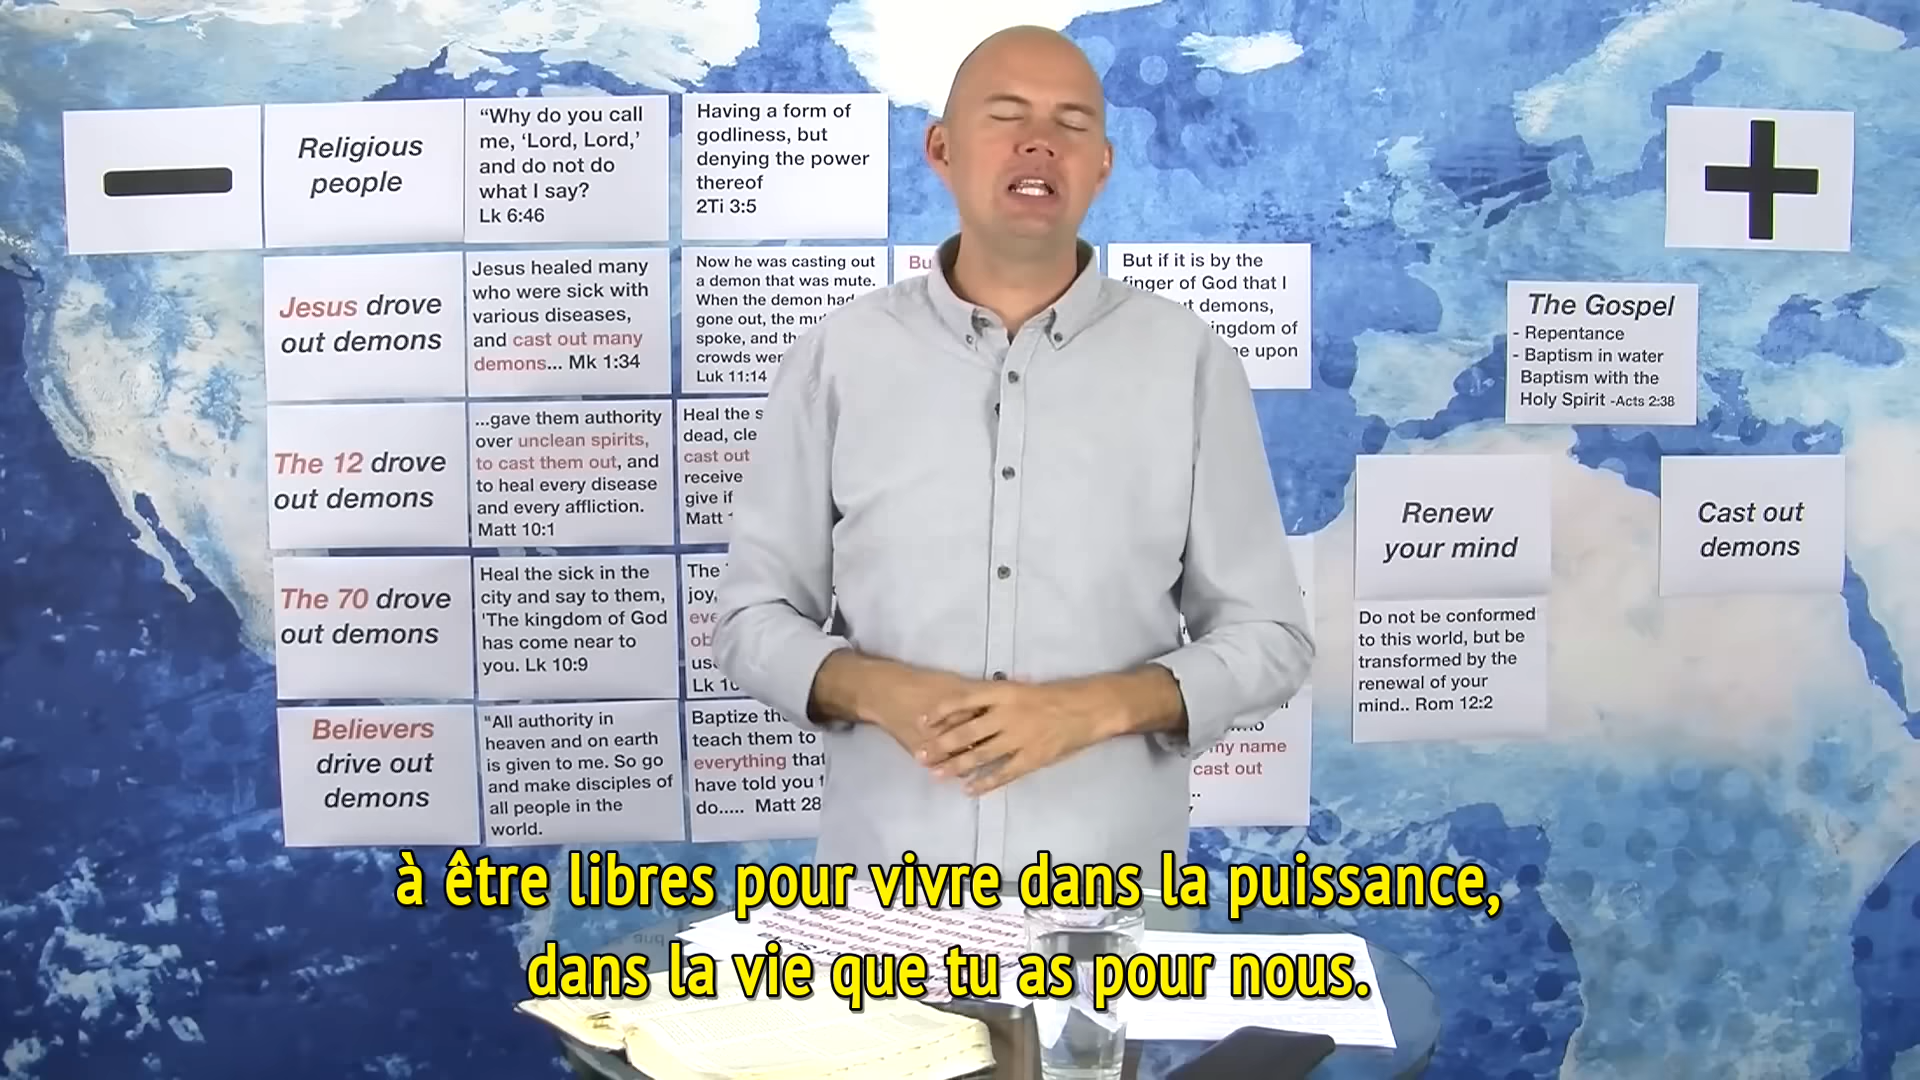 Religious
people
“Why do you call
me, ‘Lord, Lord,’
and do not do
what I say?
Lk 6:46
Having a form of
godliness, but
denying the power
thereof
2Ti 3:5
Jesus drove
out demons
Jesus healed many
who were sick with
various diseases,
and cast out many
demons... Mk 1:34
Now he was casting out
a demon that was mute.
When the demon had
gone out, the
spoke, and
crowds
Luk 11:14
But if it is by the
finger of God that I
demons,
upon
The 12 drove
out demons
...gave them authority
over unclean spirits,
to cast them out, and
to heal every disease
and every affliction.
Matt 10:1
Heal the
dead,
cast out
receive
give
Matt
The 70 drove
out demons
Heal the sick in the
city and say to them,
'The kingdom of God
has come near to
you. Lk 10:9
The
joy,
Lk
Believers
drive out
demons
"All authority in
heaven and on earth
is given to me. So go
and make disciples of
all people in the
world.
Baptize
teach them to
everything
have told you
do..... Matt 28
my name
cast out
The Gospel
- Repentance
- Baptism in water
Baptism with the
Holy Spirit -Acts 2:38
Renew
your mind
Do not be conformed
to this world, but be
transformed by the
renewal of your
mind.. Rom 12:2
Cast out
demons
à être libres pour vivre dans la puissance,
dans la vie que tu as pour nous.